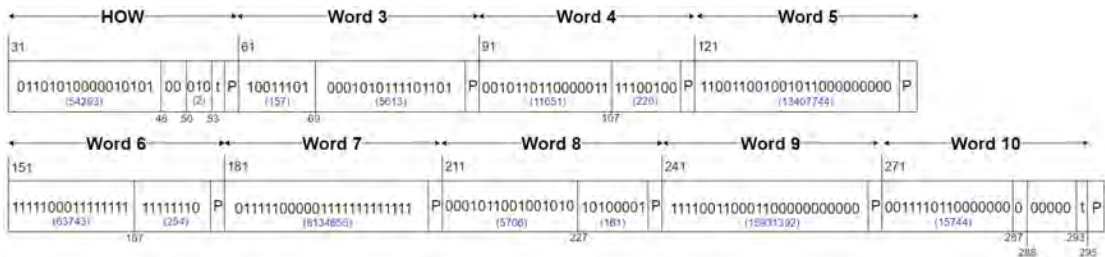 HOW Word 3 Word 4 Word 5
31 61 91 121
01101010000010101 00 010 t P 10011101 0001010111101101 P 0010110110000011 11100100 P 110011001001011000000000 P
(54293) (2) (157) (5613) (11651) (228) (13407744)
46 50 53 69 107
Word 6 Word 7 Word 8 Word 9 Word 10
151 181 211 241 271
1111100011111111 11111110 P 011111000001111111111111 P 0001011001001010 10100001 P 111100110001100000000000 P 0011110110000000 0 00000 t P
(63743) (254) (8134655) (5706) (161) (15931392) (15744)
167 227 287 293
288 295